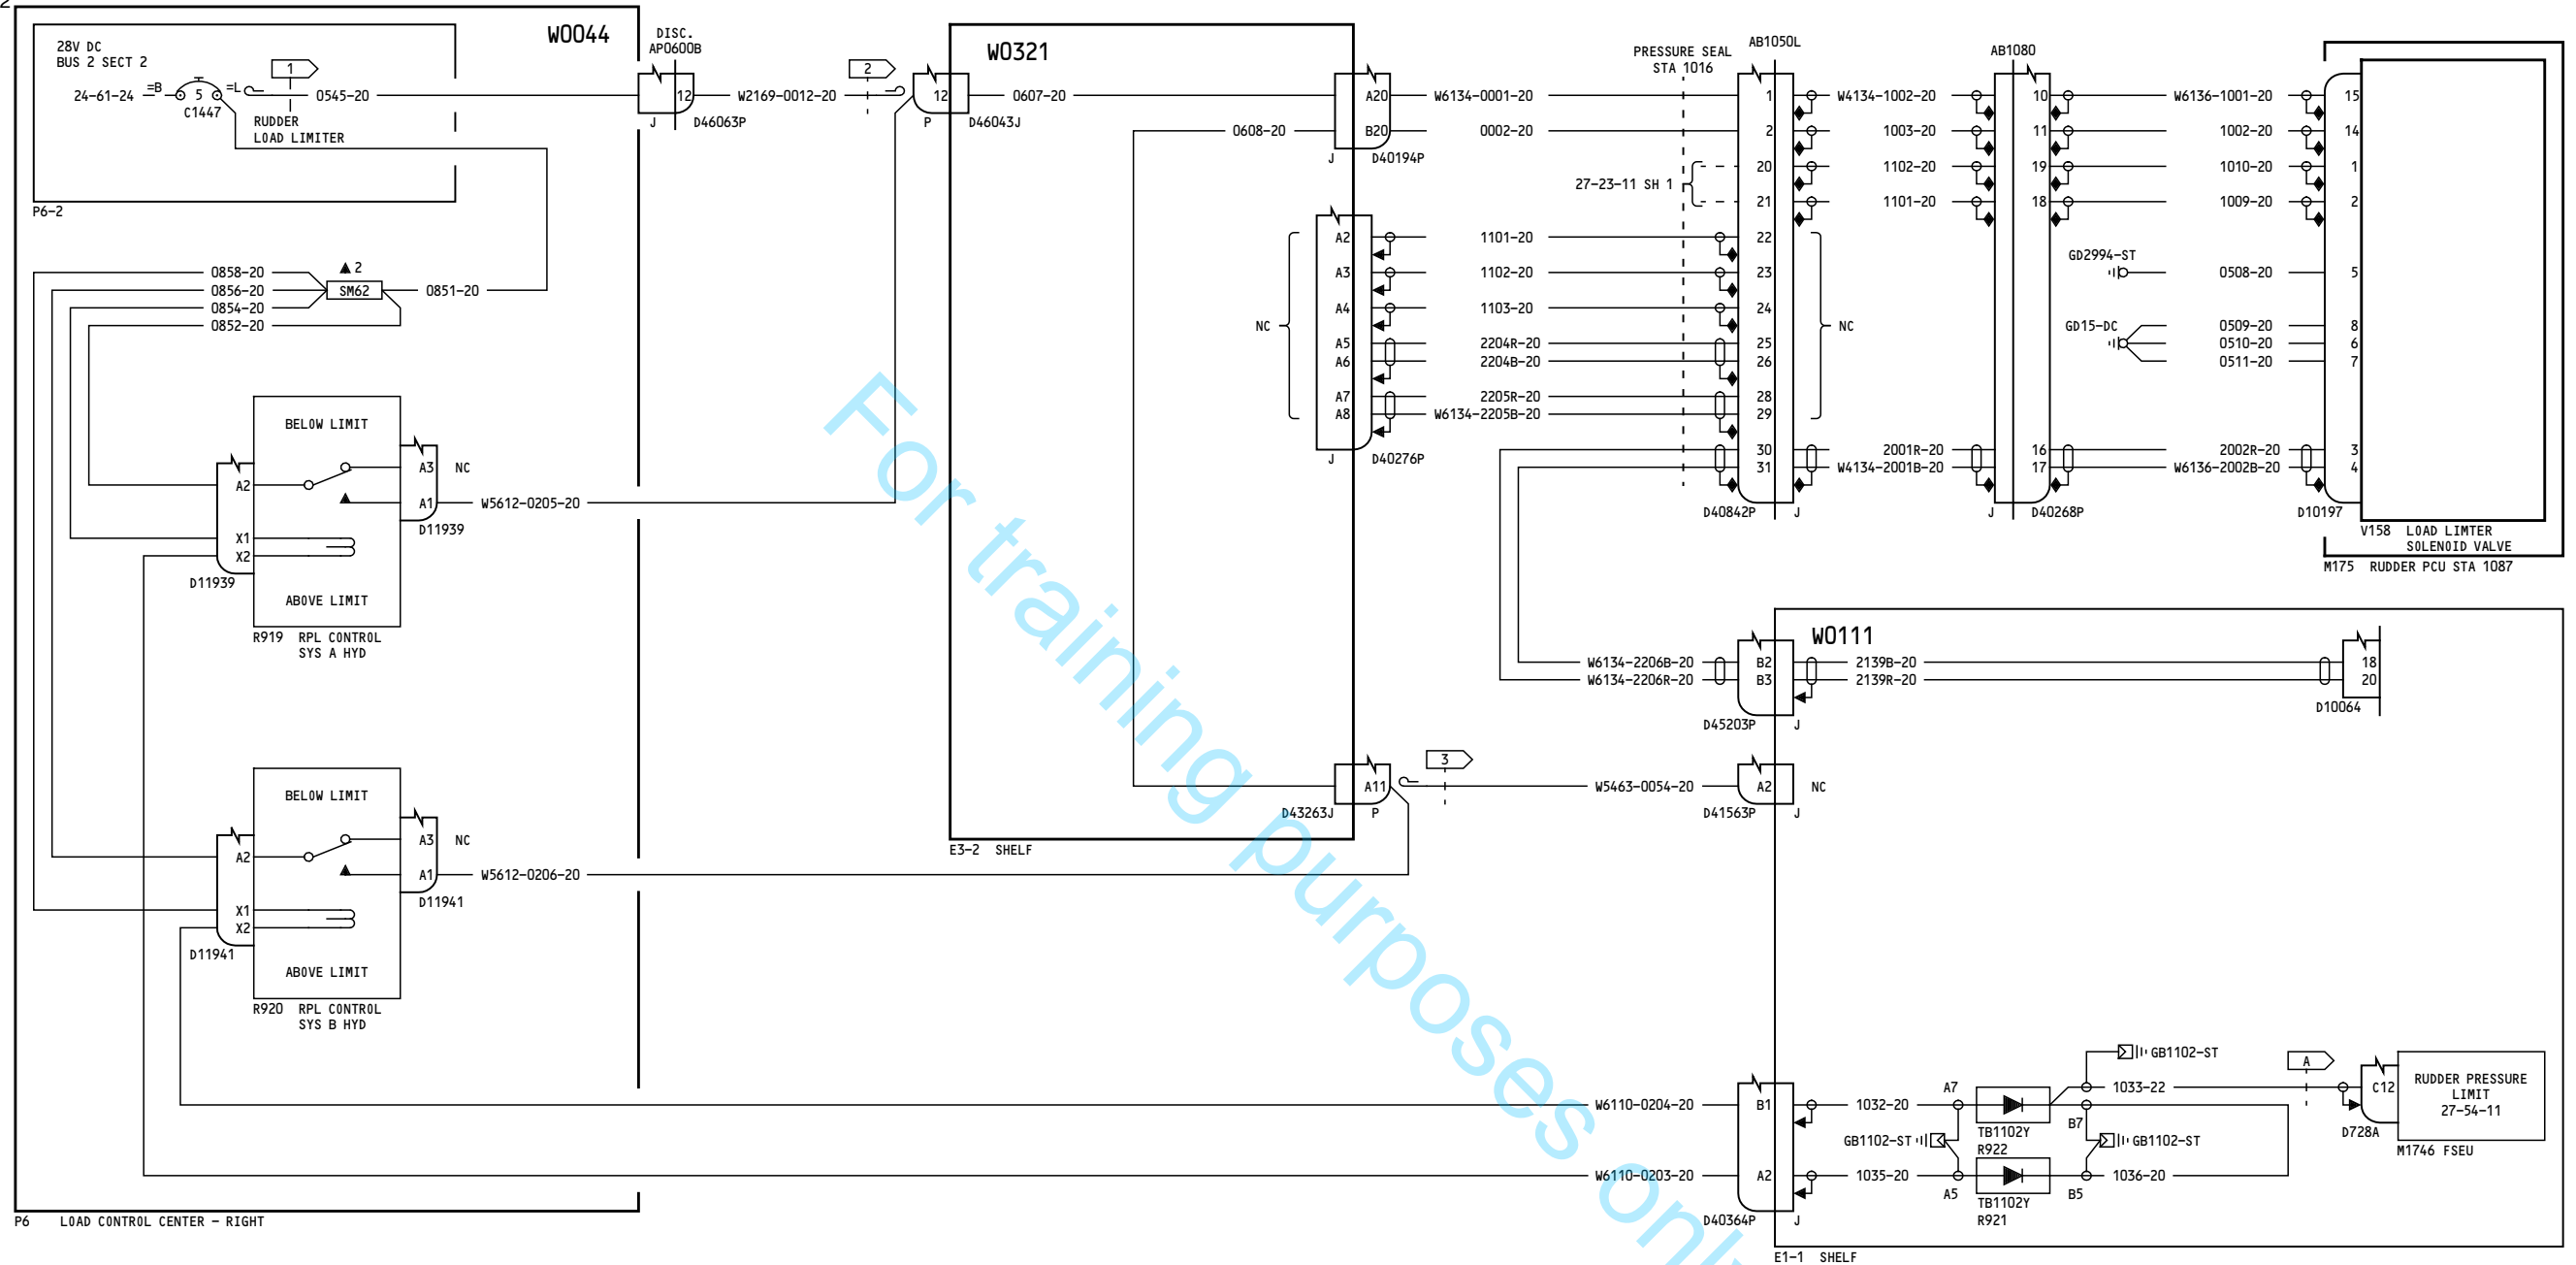 2
W0044
28V DC
BUS 2 SECT 2
24-61-24
=B
5
=L
C1447
1
0545-20
RUDDER
LOAD LIMITER
P6-2
DISC.
AP0600B
12
J
D46063P
W2169-0012-20
2
12
P
D46043J
0858-20
0856-20
0854-20
0852-20
2
SM62
0851-20
BELOW LIMIT
A2
A3
NC
A1
W5612-0205-20
D11939
X1
X2
D11939
ABOVE LIMIT
R919 RPL CONTROL
SYS A HYD
BELOW LIMIT
A2
A3
NC
A1
W5612-0206-20
D11941
X1
X2
D11941
ABOVE LIMIT
R920 RPL CONTROL
SYS B HYD
P6 LOAD CONTROL CENTER - RIGHT
W0321
0607-20
0608-20
A20
B20
J
D40194P
W6134-0001-20
0002-20
NC
A2
A3
A4
A5
A6
A7
A8
J
D40276P
1101-20
1102-20
1103-20
2204R-20
2204B-20
2205R-20
W6134-2205B-20
A11
D43263J
P
3
W5463-0054-20
E3-2 SHELF
PRESSURE SEAL
STA 1016
27-23-11 SH 1
AB1050L
1
2
20
21
22
23
24
25
26
28
29
30
31
NC
D40842P
J
W4134-1002-20
1003-20
1102-20
1101-20
2001R-20
W4134-2001B-20
AB1080
10
11
19
18
16
17
J
D40268P
W6136-1001-20
1002-20
1010-20
1009-20
GD2994-ST
0508-20
GD15-DC
0509-20
0510-20
0511-20
2002R-20
W6136-2002B-20
15
14
1
2
5
8
6
7
3
4
D10197
V158 LOAD LIMTER
SOLENOID VALVE
M175 RUDDER PCU STA 1087
W0111
W6134-2206B-20
W6134-2206R-20
B2
B3
D45203P
J
2139B-20
2139R-20
18
20
D10064
A2
NC
D41563P
J
W6110-0204-20
W6110-0203-20
B1
A2
D40364P
J
1032-20
1035-20
GB1102-ST
A7
A5
TB1102Y
R922
TB1102Y
R921
B7
B5
GB1102-ST
1033-22
GB1102-ST
1036-20
A
C12
D728A
RUDDER PRESSURE
LIMIT
27-54-11
M1746 FSEU
E1-1 SHELF
For training purposes onl